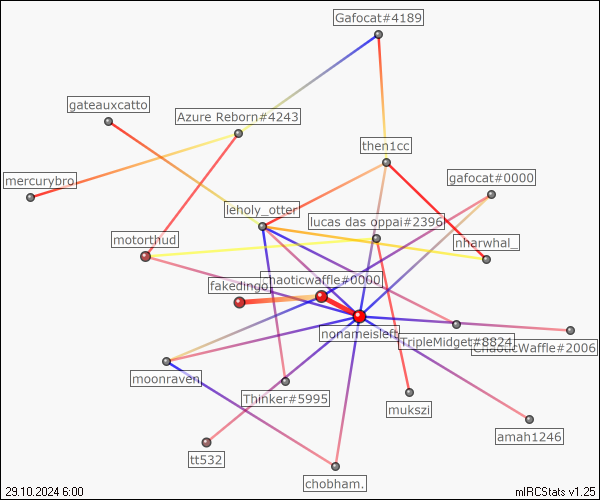 Gafocat#4189
gateauxcatto
Azure Reborn#4243
then1cc
gafocat#0000
mercurybro
leholy_otter
lucas das oppai#2396
motorthud
nharwhal_
chaoticwaffle#0000
fakedingo
nonameisleft
TripleMidget#8824
ChaoticWaffle#2006
moonraven
Thinker#5995
mukszi
amah1246
tt532
chobham.
29.10.2024 6:00
mIRCStats v1.25